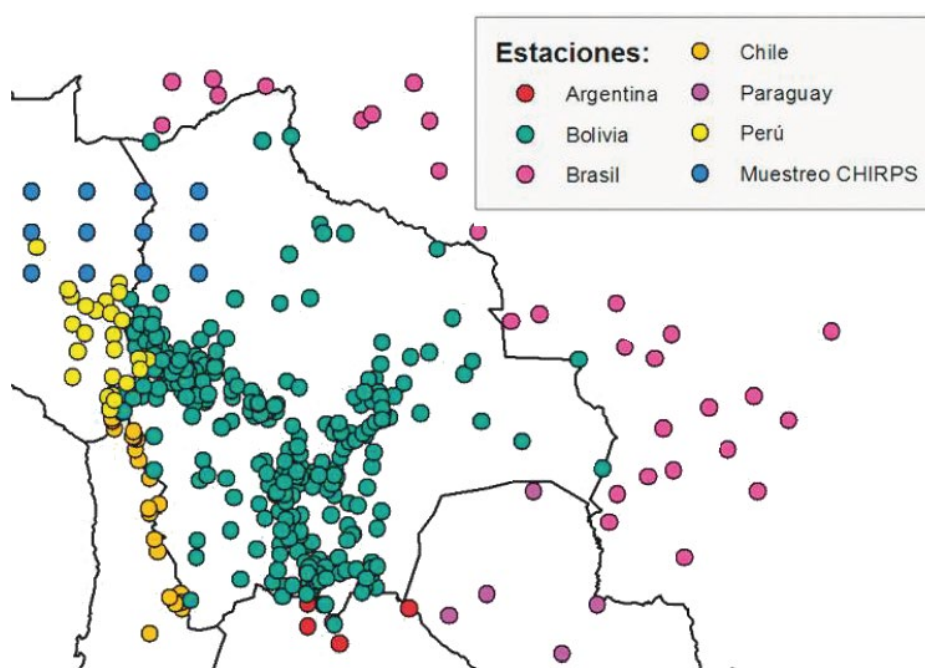 Estaciones:
Argentina
Bolivia
Brasil
Chile
Paraguay
Perú
Muestreo CHIRPS